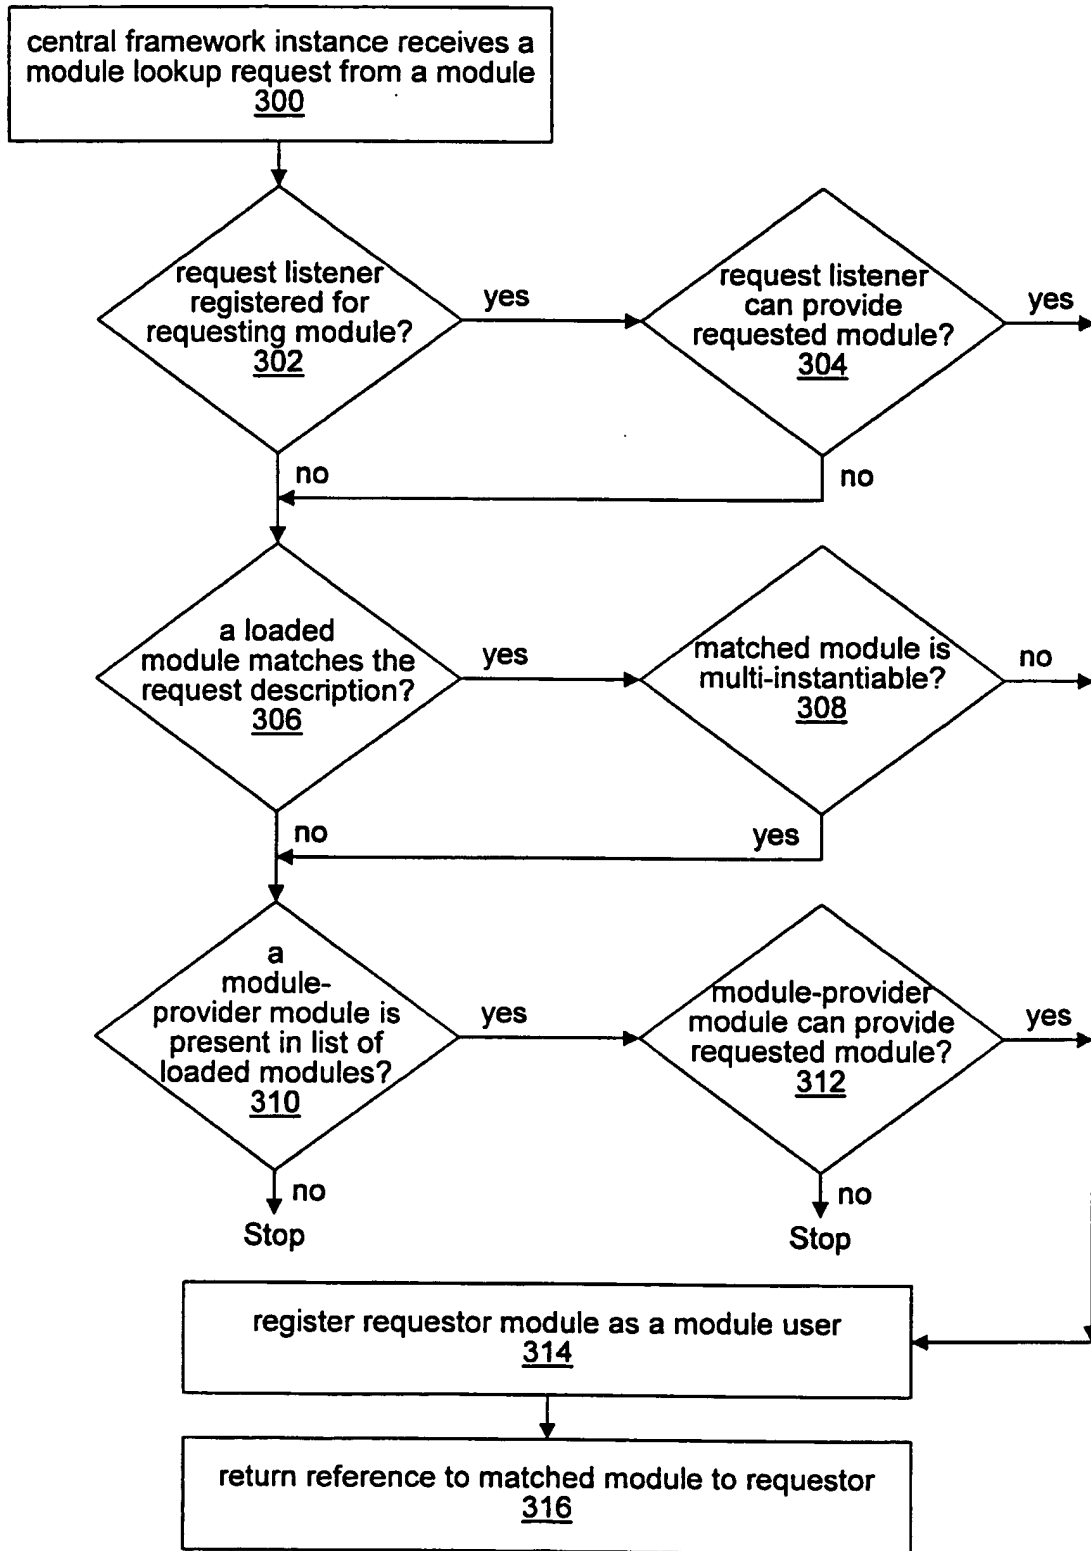 central framework instance receives a
module lookup request from a module
300
request listener
registered for
requesting module?
302
yes
request listener
can provide
requested module?
304
yes
no
no
a loaded
module matches the
request description?
306
yes
matched module is
multi-instantiable?
308
no
no
yes
a
module-
provider module is
present in list of
loaded modules?
310
yes
module-provider
module can provide
requested module?
312
yes
no
Stop
no
Stop
register requestor module as a module user
314
return reference to matched module to requestor
316